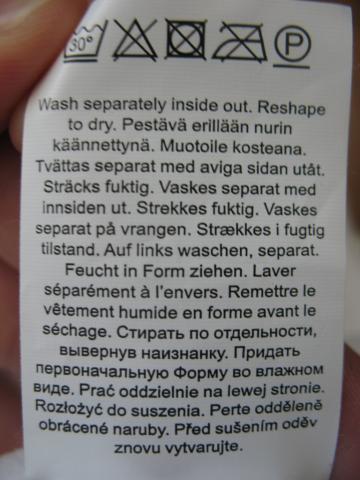 30°
P
Wash separately inside out. Reshape
to dry. Pestävä erillään nurin
käännettynä. Muotoile kosteana.
Tvättas separat med aviga sidan utåt.
Sträcks fuktig. Vaskes separat med
innsiden ut. Strekkes fuktig. Vaskes
separat på vrangen. Strækkes i fugtig
tilstand. Auf links waschen, separat.
Feucht in Form ziehen. Laver
séparément à l'envers. Remettre le
vêtement humide en forme avant le
séchage. Стирать по отдельности,
вывернув наизнанку. Придать
первоначальную Форму во влажном
виде. Prać oddzielnie na lewej stronie.
Rozłożyć do suszenia. Perte odděleně
obrácené naruby. Před sušením oděv
znovu vytvarujte.